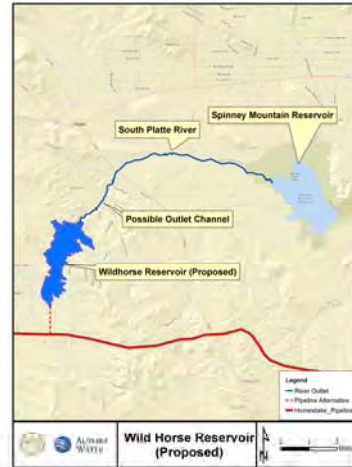 Spinney Mountain Reservoir
South Platte River
Possible Outlet Channel
Wildhorse Reservoir (Proposed)
Legend
River Outlet
Pipeline Alternative
Homestake_Pipeline
AURORA
WATER
Wild Horse Reservoir
(Proposed)